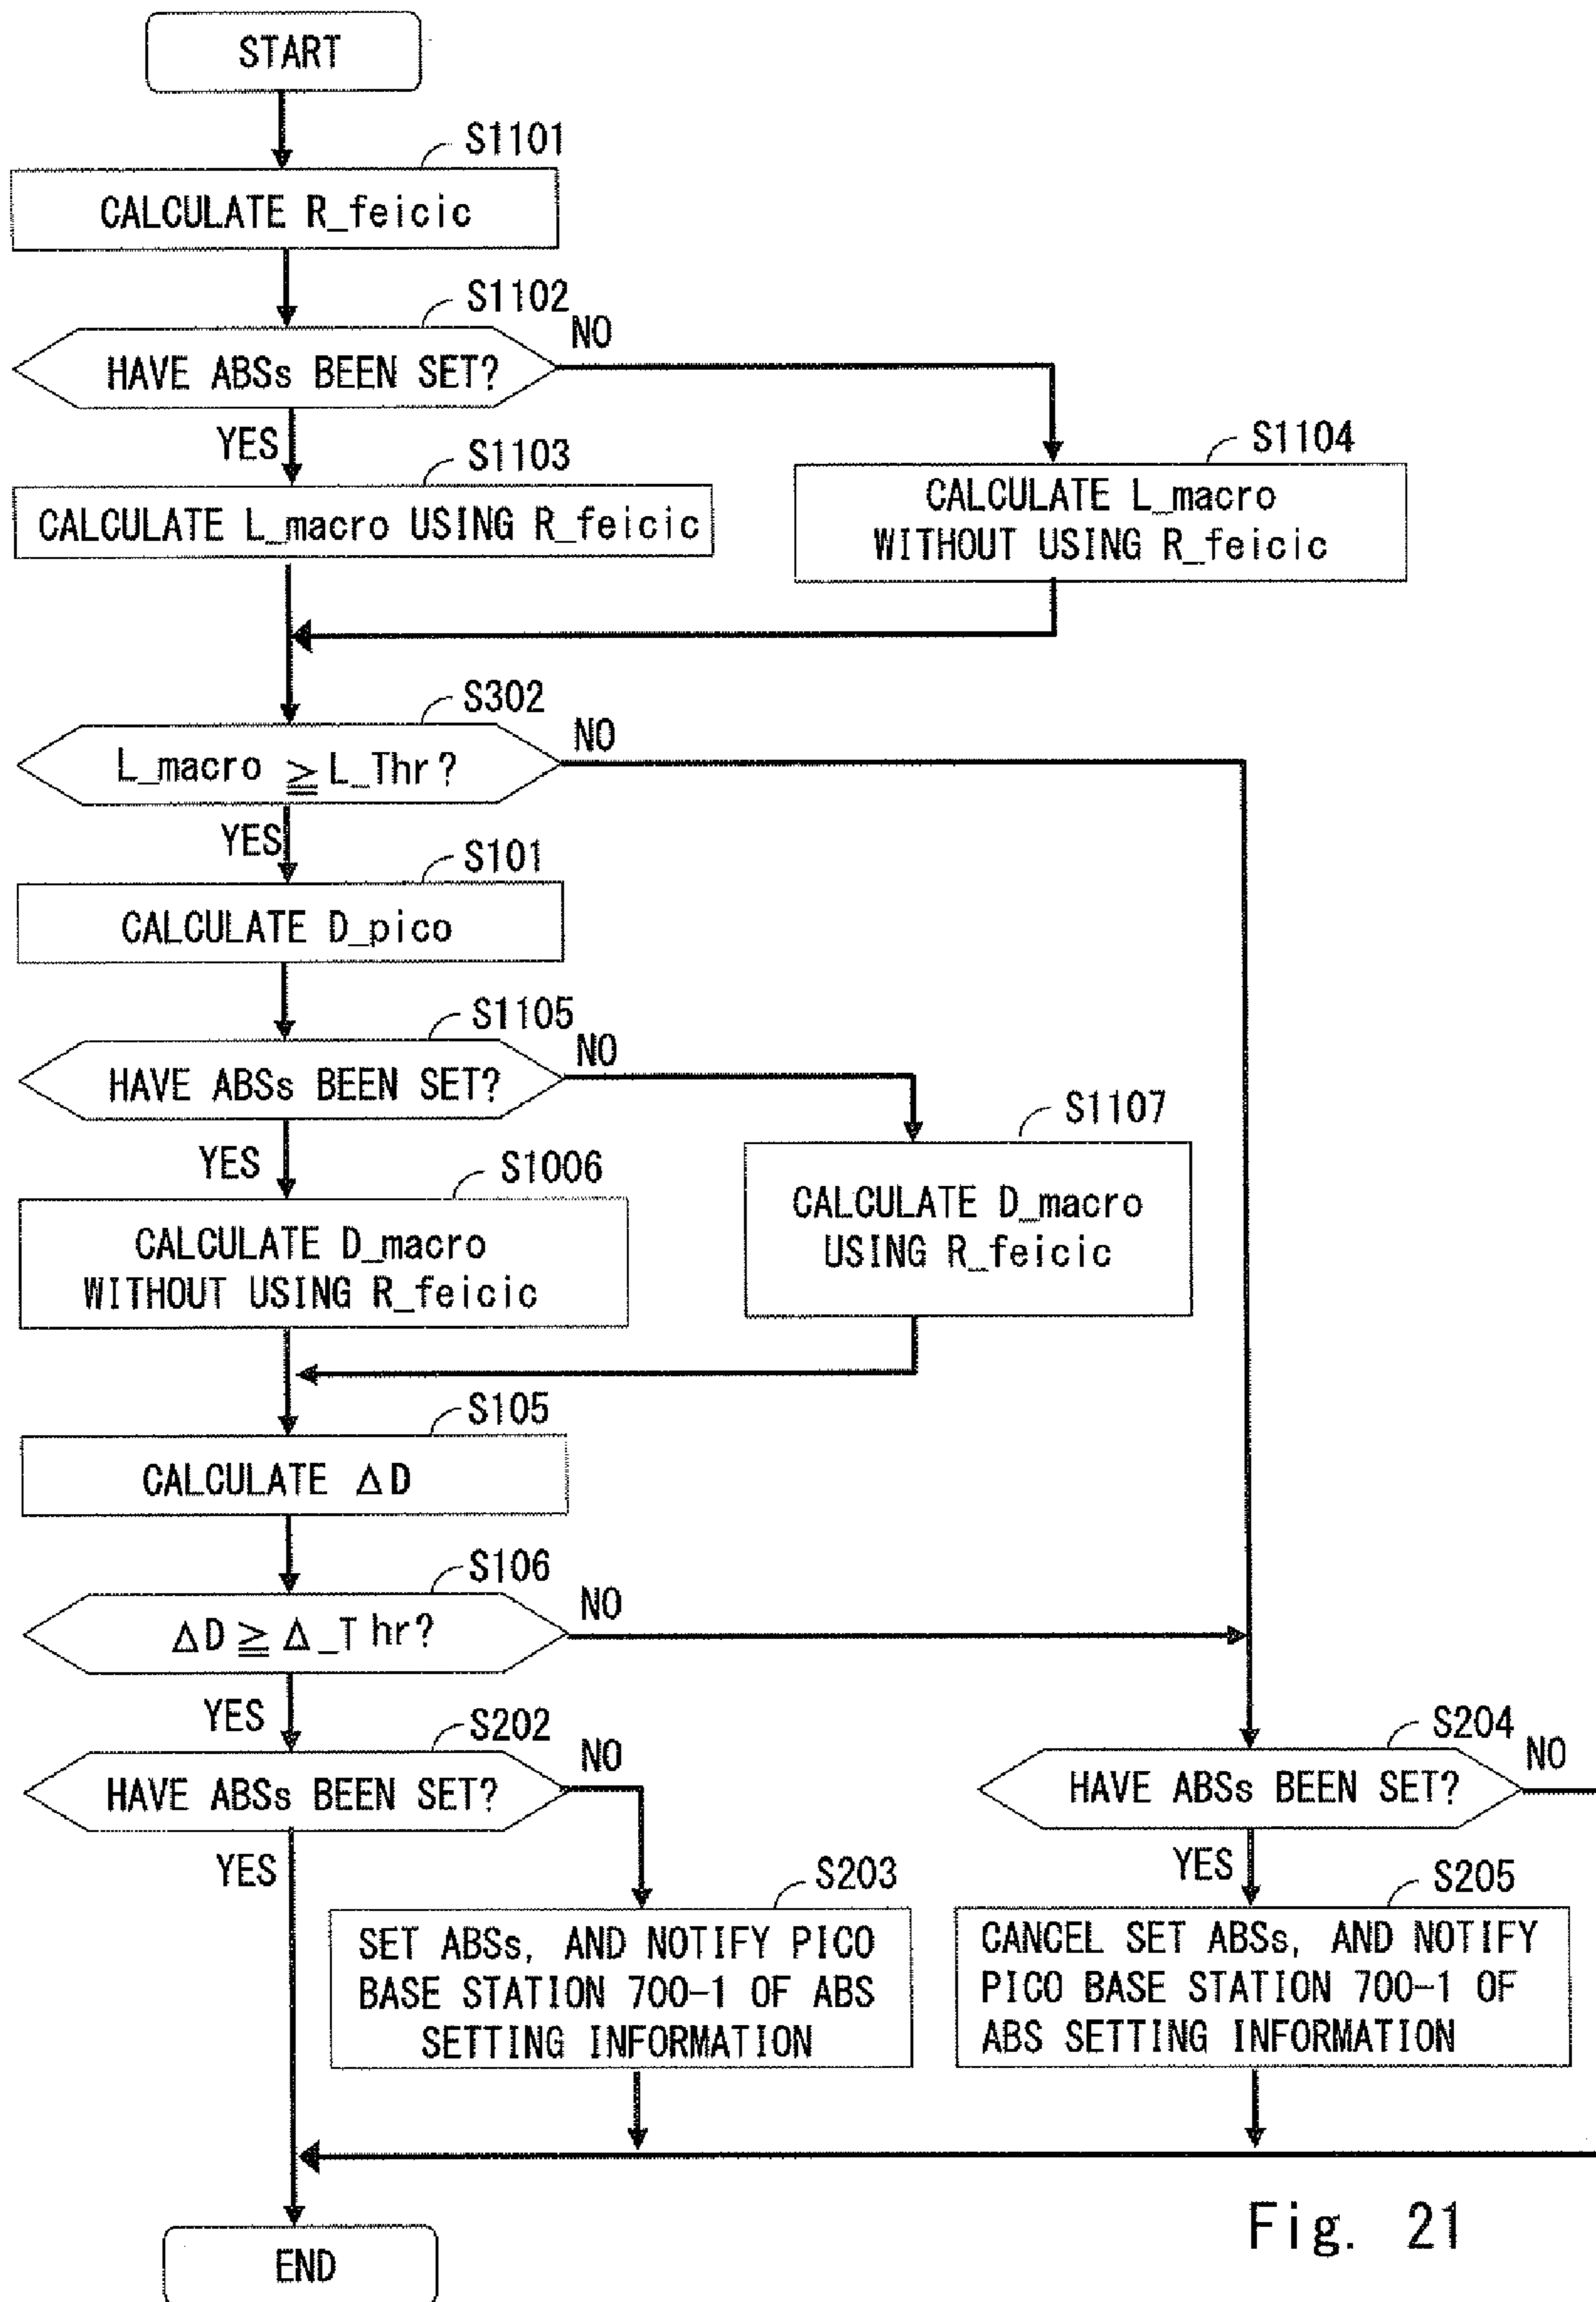 START
S1101
CALCULATE R_feicic
S1102
HAVE ABSs BEEN SET?
NO
YES
S1103
CALCULATE L_macro USING R_feicic
S1104
CALCULATE L_macro
WITHOUT USING R_feicic
S302
L_macro ≧ L_Thr?
NO
YES
S101
CALCULATE D_pico
S1105
HAVE ABSs BEEN SET?
NO
YES
S1006
CALCULATE D_macro
WITHOUT USING R_feicic
S1107
CALCULATE D_macro
USING R_feicic
S105
CALCULATE ΔD
S106
ΔD ≧ Δ_Thr?
NO
YES
S202
HAVE ABSs BEEN SET?
NO
YES
S203
SET ABSs, AND NOTIFY PICO
BASE STATION 700-1 OF ABS
SETTING INFORMATION
S204
HAVE ABSs BEEN SET?
NO
YES
S205
CANCEL SET ABSs, AND NOTIFY
PICO BASE STATION 700-1 OF
ABS SETTING INFORMATION
END
Fig. 21